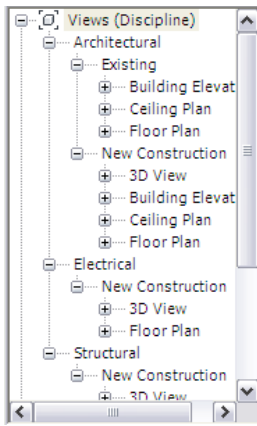 Views (Discipline)
Architectural
Existing
Building Elevat
Ceiling Plan
Floor Plan
New Construction
3D View
Building Elevat
Ceiling Plan
Floor Plan
Electrical
New Construction
3D View
Floor Plan
Structural
New Construction
3D View